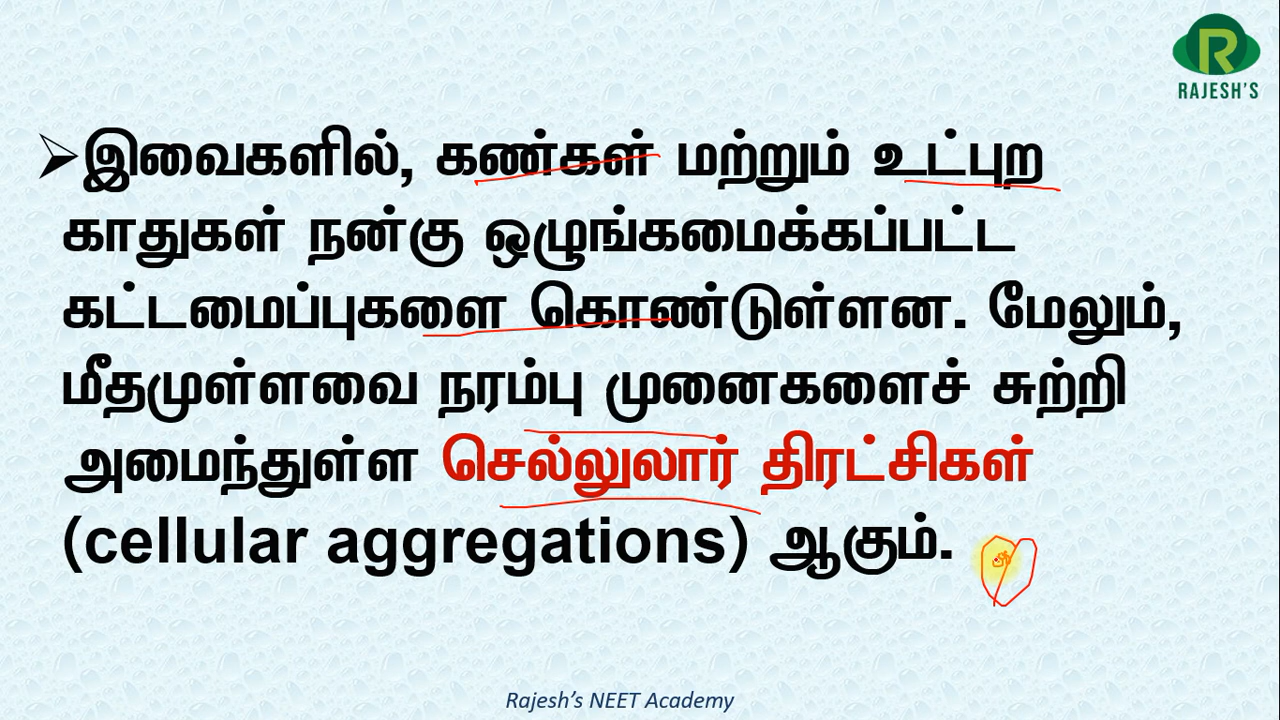 R
RAJESH'S
➢இவைகளில், கண்கள் மற்றும் உட்புற
காதுகள் நன்கு ஒழுங்கமைக்கப்பட்ட
கட்டமைப்புகளை கொண்டுள்ளன. மேலும்,
மீதமுள்ளவை நரம்பு முனைகளைச் சுற்றி
அமைந்துள்ள செல்லுலார் திரட்சிகள்
(cellular aggregations) ஆகும்.
Rajesh's NEET Academy